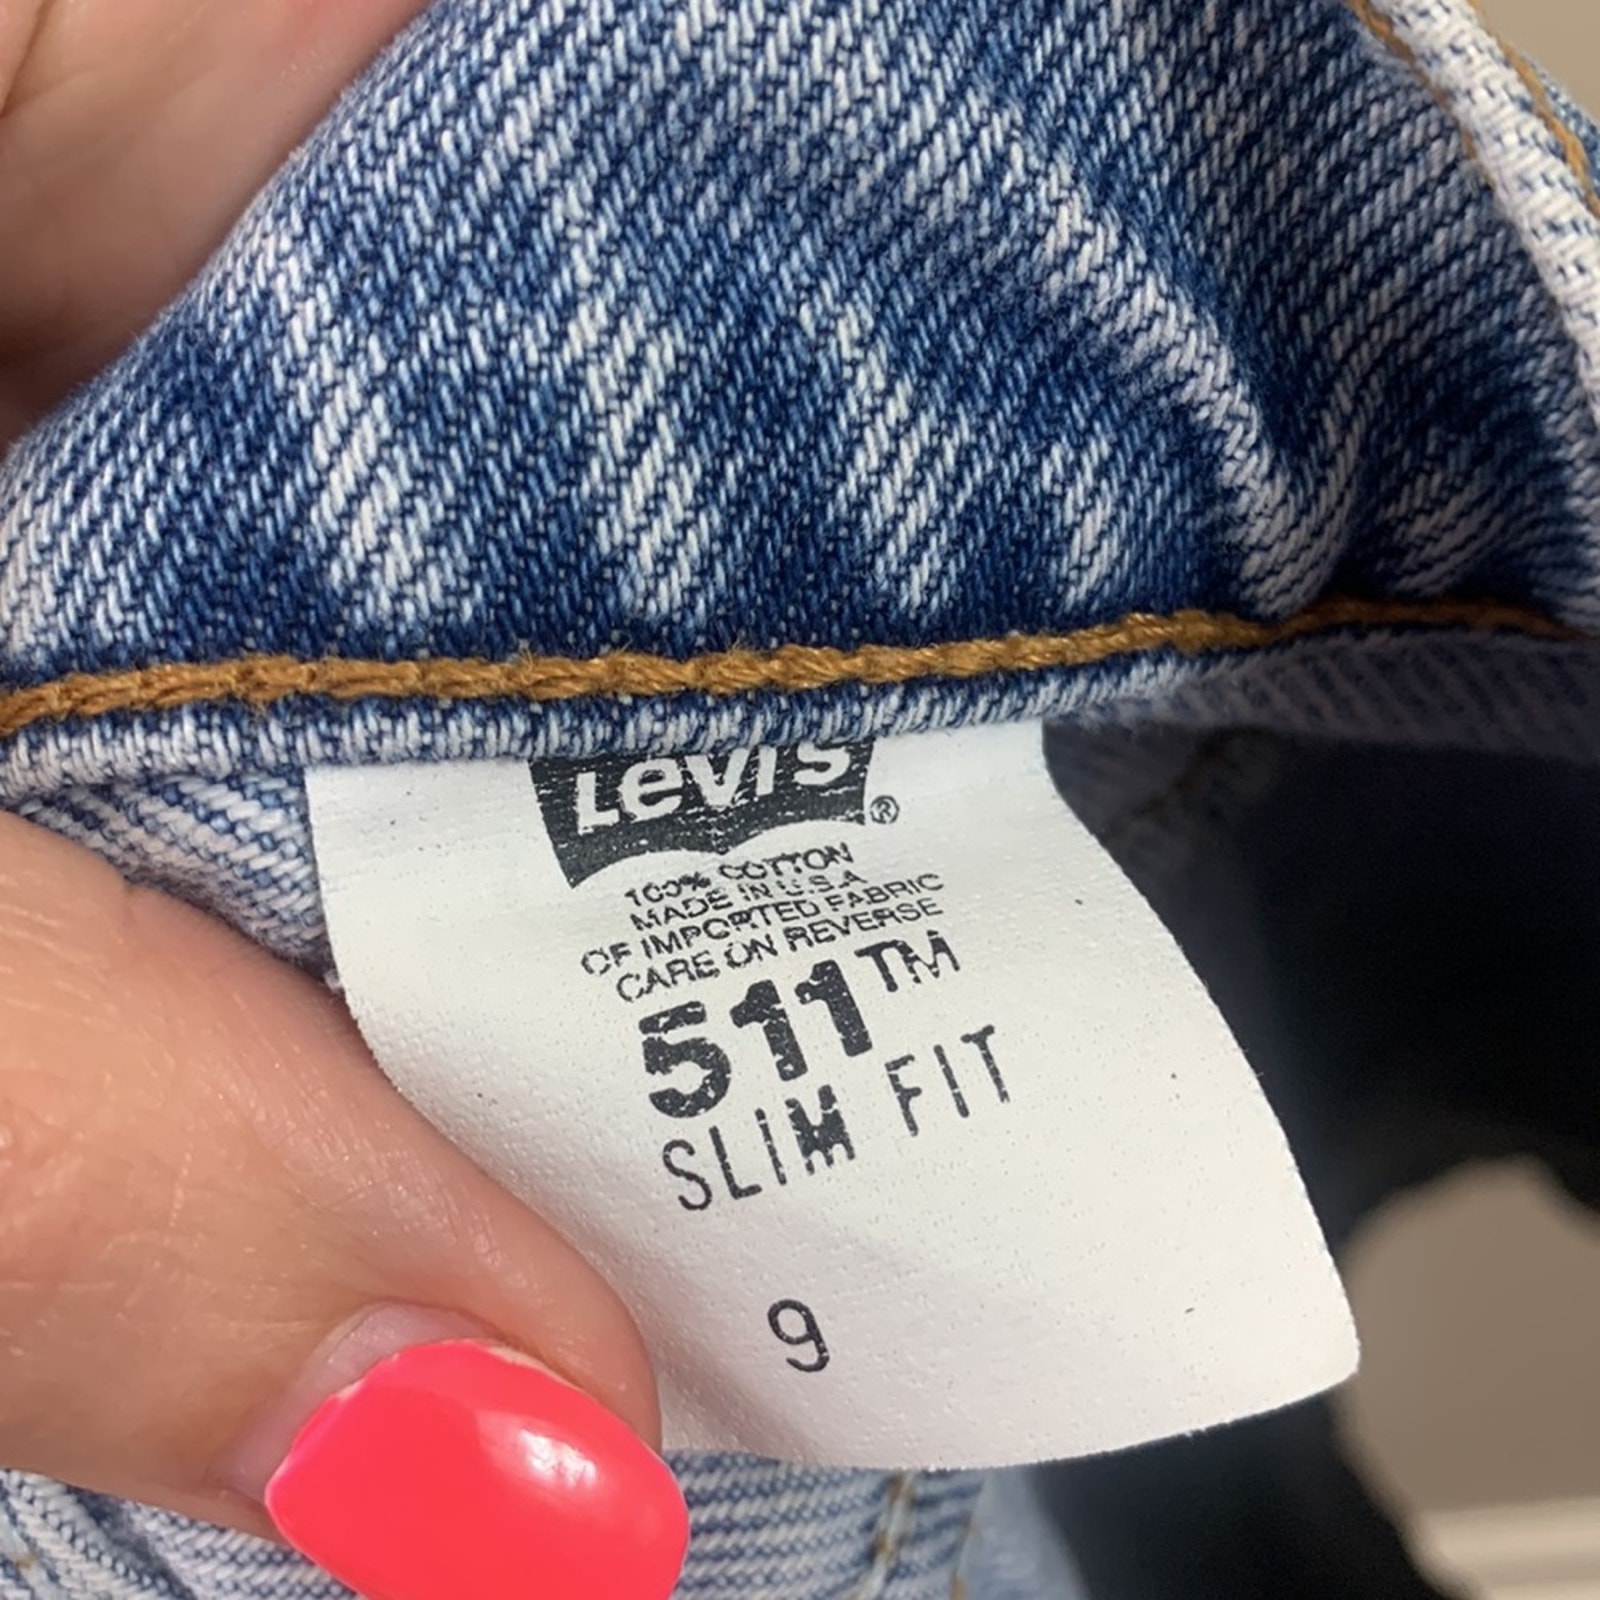 Levi's®
100% COTTON
MADE IN U.S.A
OF IMPORTED FABRIC
CARE ON REVERSE
511™
SLIM FIT
9